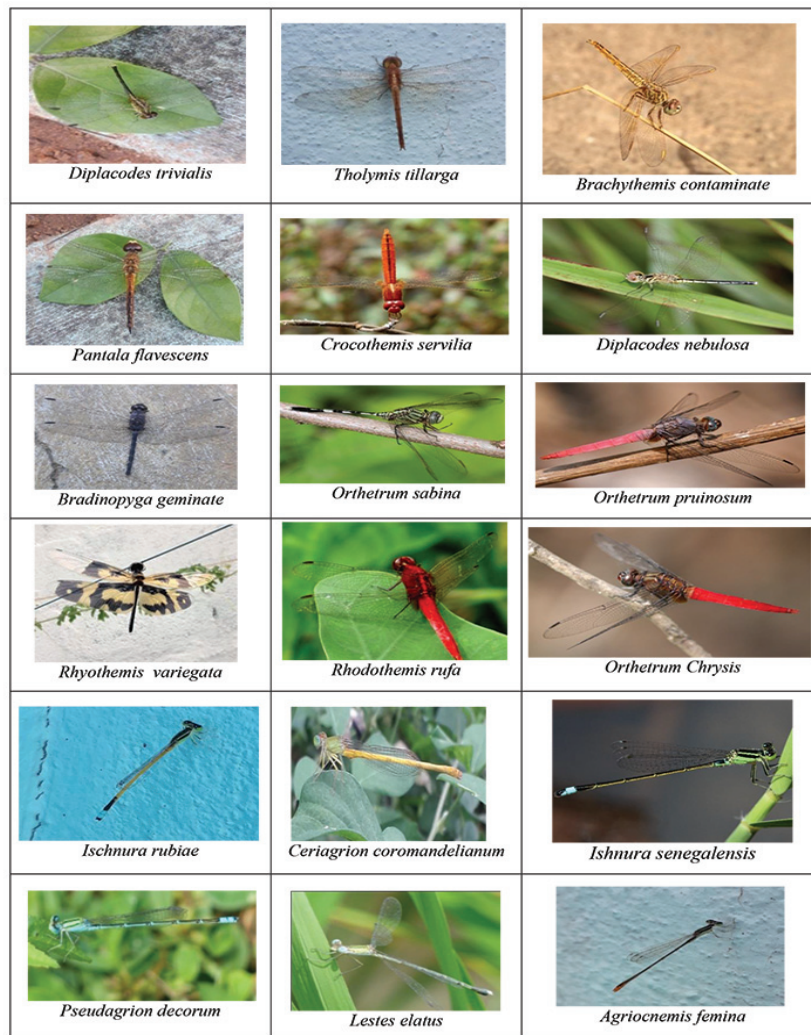 Diplacodes trivialis
Tholymis tillarga
Brachythemis contaminate
Pantala flavescens
Crocothemis servilia
Diplacodes nebulosa
Bradinopyga geminate
Orthetrum sabina
Orthetrum pruinosum
Rhyothemis variegata
Rhodothemis rufa
Orthetrum Chrysis
Ischnura rubiae
Ceriagrion coromandelianum
Ishnura senegalensis
Pseudagrion decorum
Lestes elatus
Agriocnemis femina